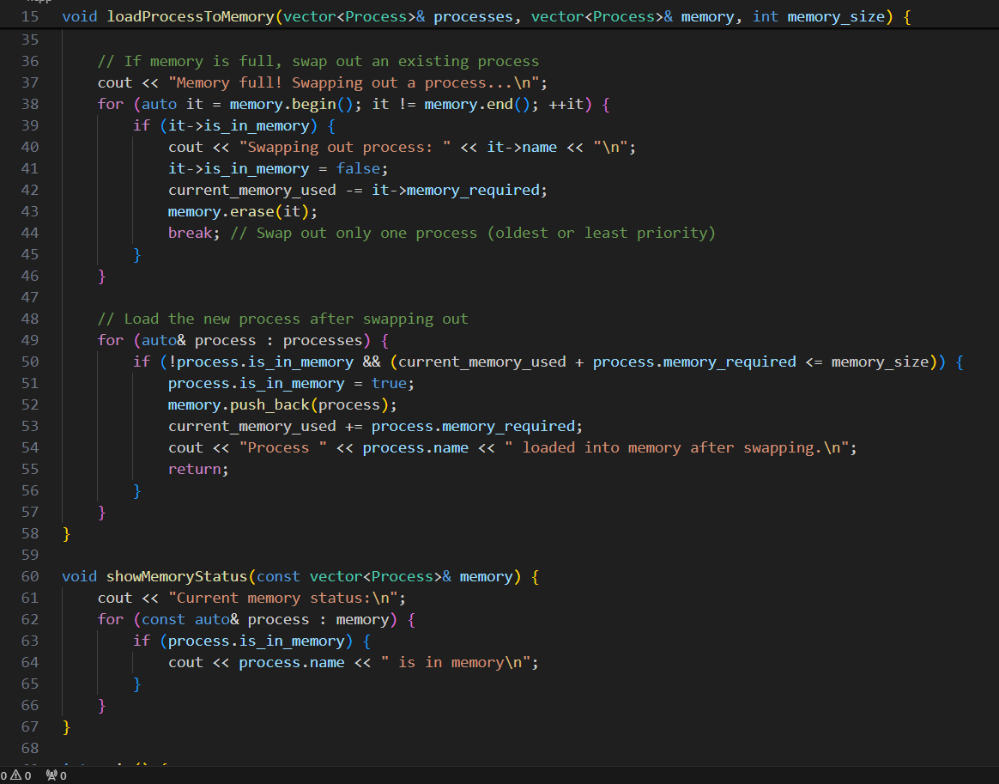 15 void loadProcessToMemory(vector<Process>& processes, vector<Process>& memory, int memory_size) {
35
36     // If memory is full, swap out an existing process
37     cout << "Memory full! Swapping out a process...\n";
38     for (auto it = memory.begin(); it != memory.end(); ++it) {
39         if (it->is_in_memory) {
40             cout << "Swapping out process: " << it->name << "\n";
41             it->is_in_memory = false;
42             current_memory_used -= it->memory_required;
43             memory.erase(it);
44             break; // Swap out only one process (oldest or least priority)
45         }
46     }
47
48     // Load the new process after swapping out
49     for (auto& process : processes) {
50         if (!process.is_in_memory && (current_memory_used + process.memory_required <= memory_size)) {
51             process.is_in_memory = true;
52             memory.push_back(process);
53             current_memory_used += process.memory_required;
54             cout << "Process " << process.name << " loaded into memory after swapping.\n";
55             return;
56         }
57     }
58 }
59
60 void showMemoryStatus(const vector<Process>& memory) {
61     cout << "Current memory status:\n";
62     for (const auto& process : memory) {
63         if (process.is_in_memory) {
64             cout << process.name << " is in memory\n";
65         }
66     }
67 }
68
0 0 0